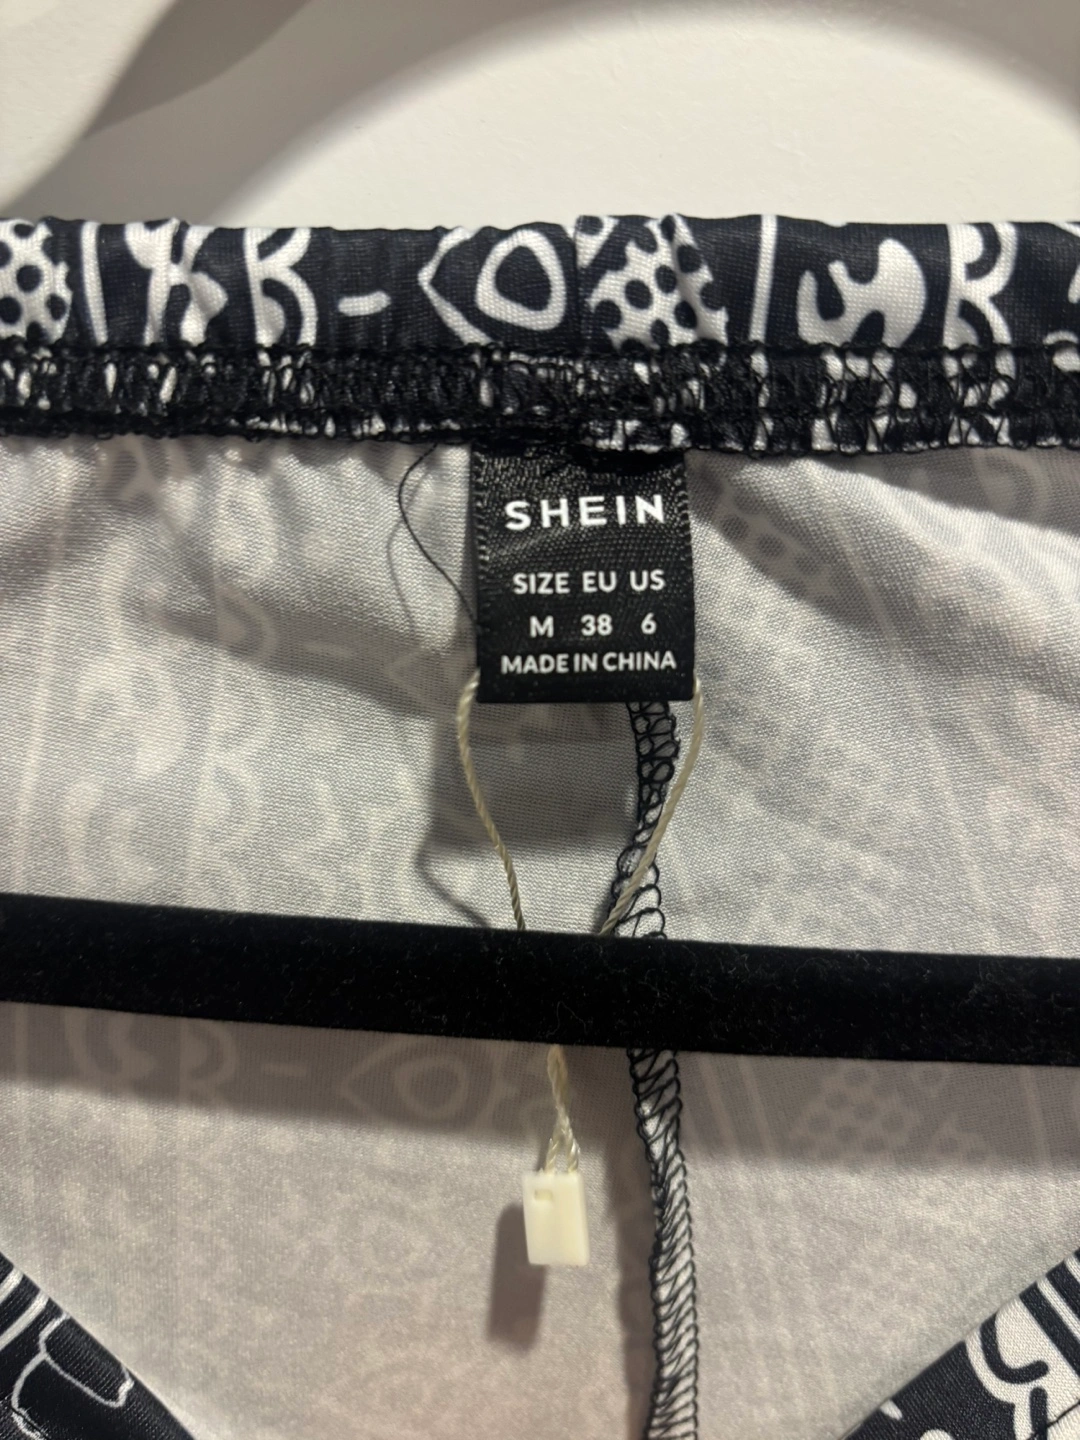 SHEIN
SIZE EU US
M 38 6
MADE IN CHINA